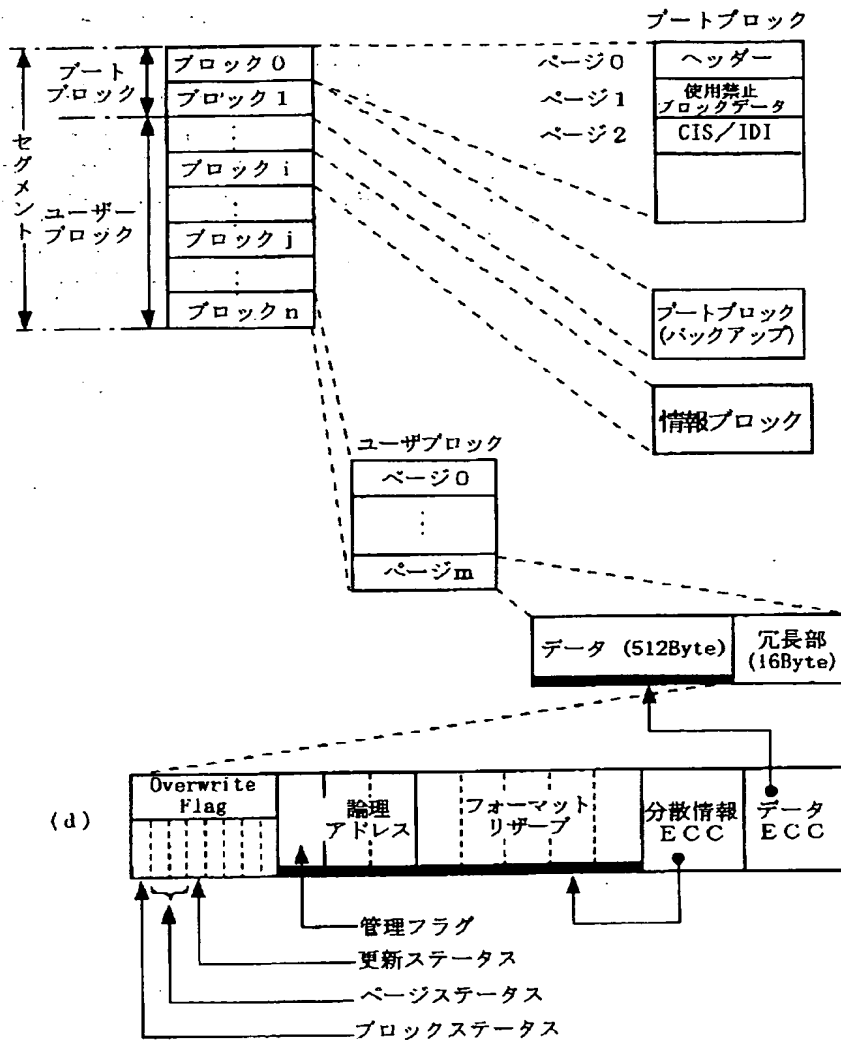 ブートブロック
ブート
ブロック
セグメント
ユーザー
ブロック
ブロック0
ブロック1
ブロックi
ブロックj
ブロックn
ページ0
ページ1
ページ2
ヘッダー
使用禁止
ブロックデータ
CIS/IDI
ブートブロック
(バックアップ)
情報ブロック
ユーザブロック
ページ0
ページm
データ (512Byte)
冗長部
(16Byte)
(d)
Overwrite
Flag
論理
アドレス
フォーマット
リザーブ
分散情報
ECC
データ
ECC
管理フラグ
更新ステータス
ページステータス
ブロックステータス